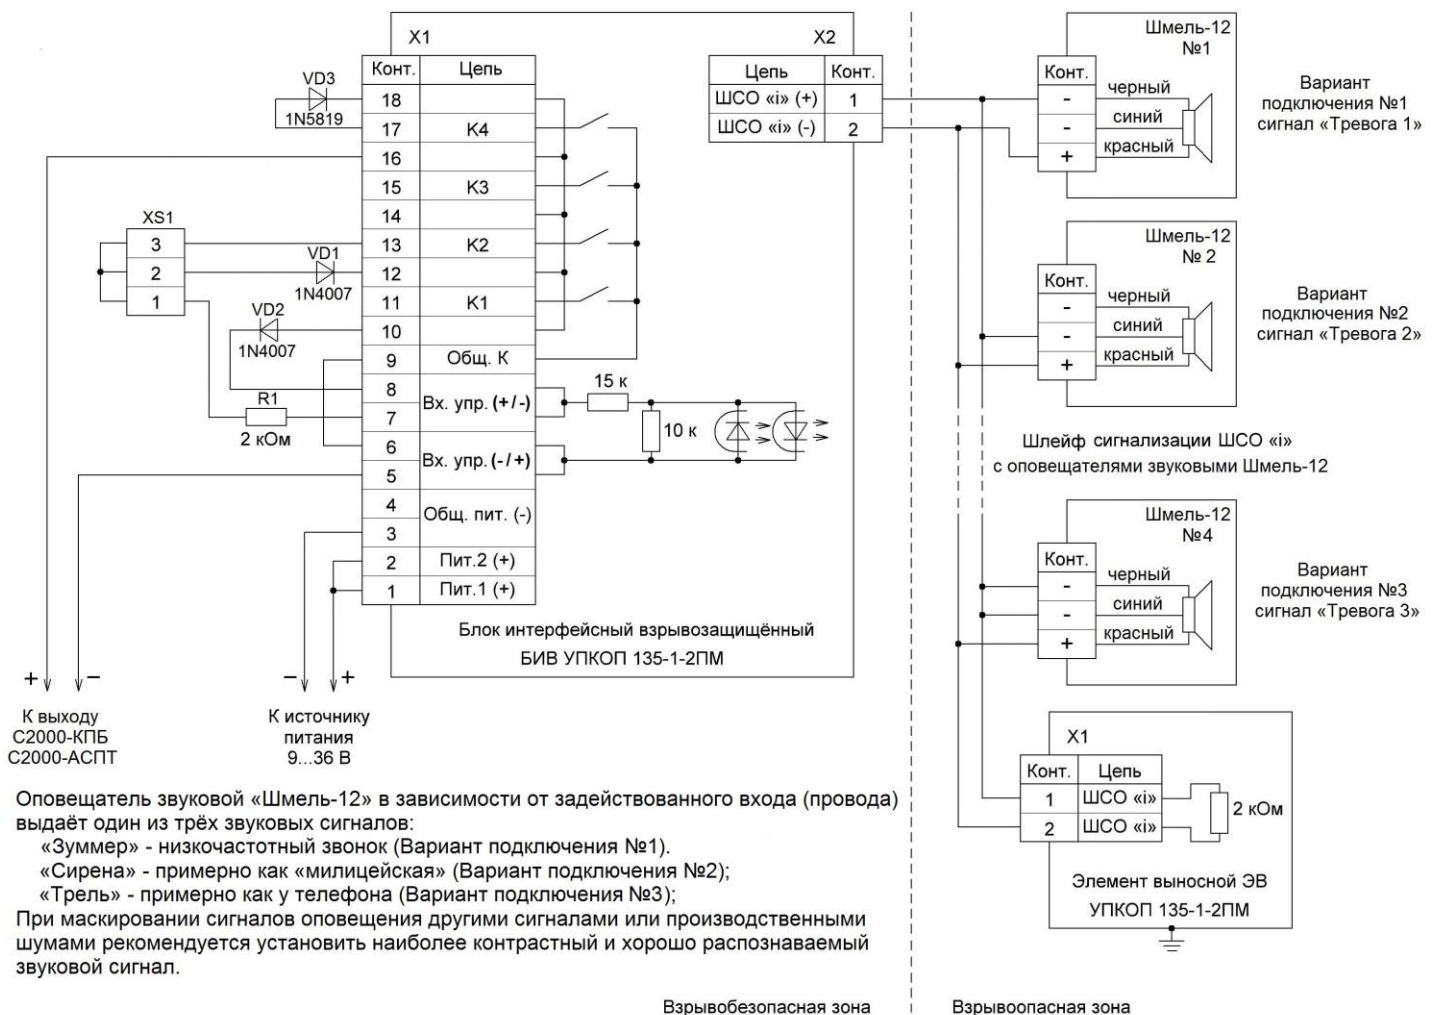 X1
X2
Конт. Цепь
18
17 К4
16
15 К3
14
13 К2
12
11 К1
10
9 Общ. К
8
Вх. упр. (+/-)
7
6
Вх. упр. (-/+)
5
4
Общ. пит. (-)
3
2 Пит.2 (+)
1 Пит.1 (+)
VD3
1N5819
XS1
3
2
1
VD1
1N4007
VD2
1N4007
R1
2 кОм
15 к
10 к
Цепь Конт.
ШСО «i» (+) 1
ШСО «i» (-) 2
Блок интерфейсный взрывозащищённый
БИВ УПКОП 135-1-2ПМ
+ −
К выходу
С2000-КПБ
С2000-АСПТ
− +
К источнику
питания
9...36 В
Шмель-12
№1
Конт.
- черный
- синий
+ красный
Вариант
подключения №1
сигнал «Тревога 1»
Шмель-12
№ 2
Конт.
- черный
- синий
+ красный
Вариант
подключения №2
сигнал «Тревога 2»
Шлейф сигнализации ШСО «i»
с оповещателями звуковыми Шмель-12
Шмель-12
№4
Конт.
- черный
- синий
+ красный
Вариант
подключения №3
сигнал «Тревога 3»
X1
Конт. Цепь
1 ШСО «i»
2 ШСО «i»
2 кОм
Элемент выносной ЭВ
УПКОП 135-1-2ПМ
Оповещатель звуковой «Шмель-12» в зависимости от задействованного входа (провода)
выдаёт один из трёх звуковых сигналов:
«Зуммер» - низкочастотный звонок (Вариант подключения №1).
«Сирена» - примерно как «милицейская» (Вариант подключения №2);
«Трель» - примерно как у телефона (Вариант подключения №3);
При маскировании сигналов оповещения другими сигналами или производственными
шумами рекомендуется установить наиболее контрастный и хорошо распознаваемый
звуковой сигнал.
Взрывобезопасная зона
Взрывоопасная зона